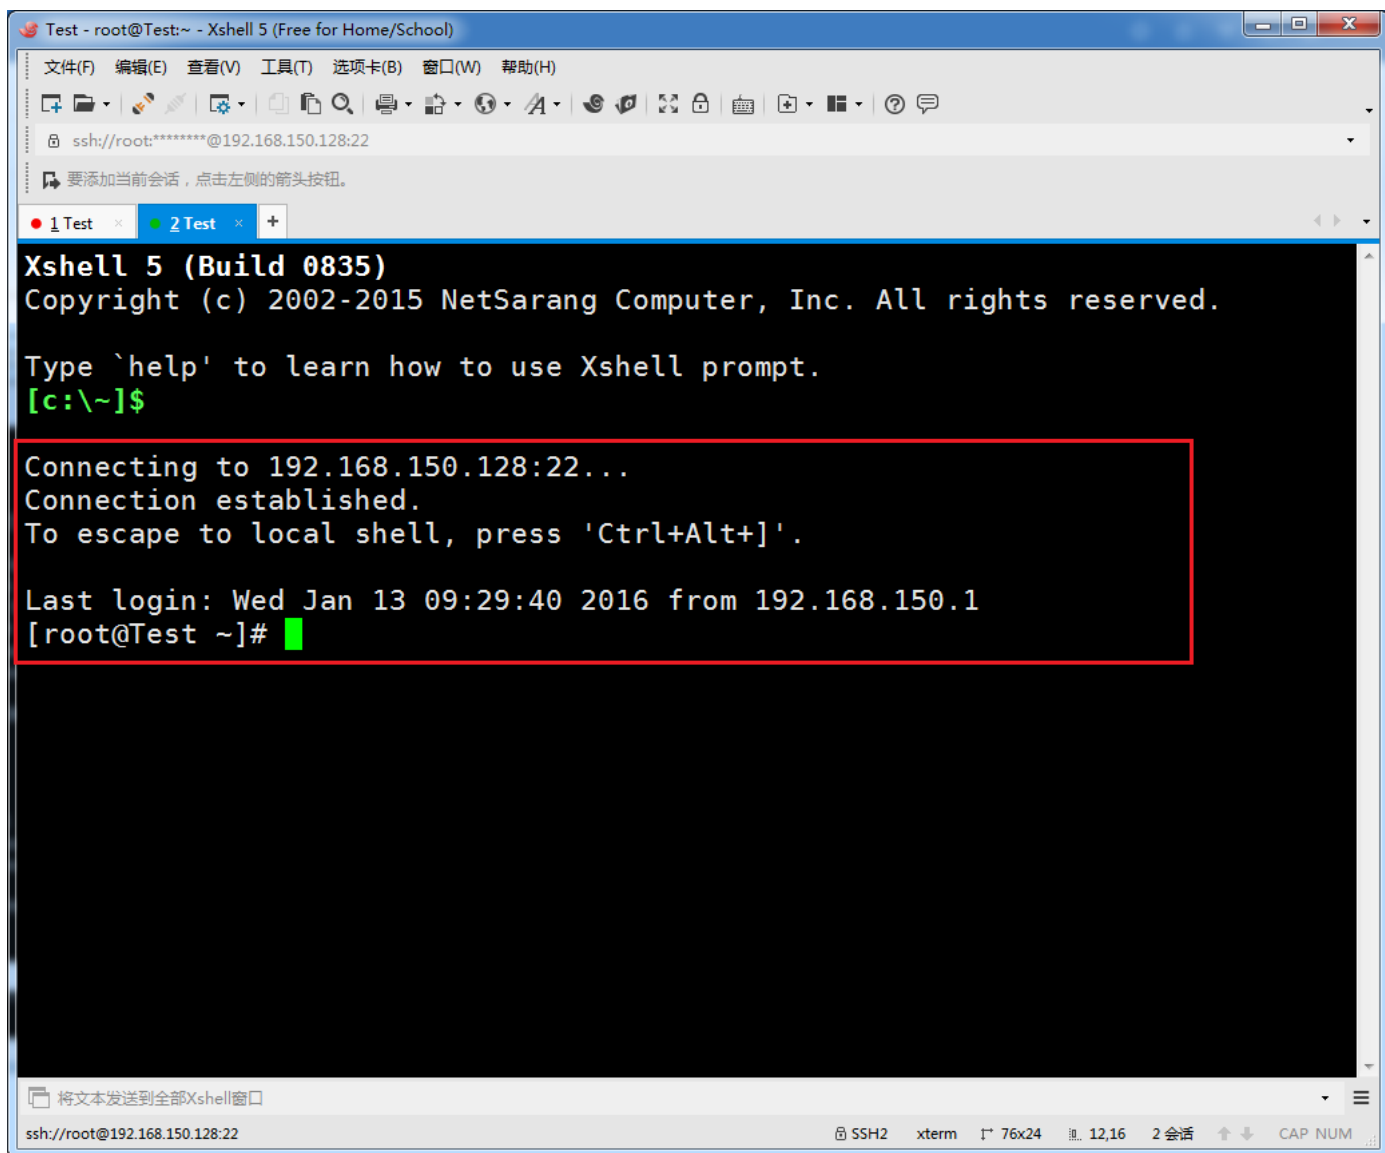 Test - root@Test:~ - Xshell 5 (Free for Home/School)
文件(F) 编辑(E) 查看(V) 工具(T) 选项卡(B) 窗口(W) 帮助(H)
ssh://root:********@192.168.150.128:22
要添加当前会话，点击左侧的箭头按钮。
1 Test 2 Test
Xshell 5 (Build 0835)
Copyright (c) 2002-2015 NetSarang Computer, Inc. All rights reserved.
Type `help' to learn how to use Xshell prompt.
[c:\~]$
Connecting to 192.168.150.128:22...
Connection established.
To escape to local shell, press 'Ctrl+Alt+]'.
Last login: Wed Jan 13 09:29:40 2016 from 192.168.150.1
[root@Test ~]#
将文本发送到全部Xshell窗口
ssh://root@192.168.150.128:22 SSH2 xterm 76x24 12,16 2 会话 CAP NUM